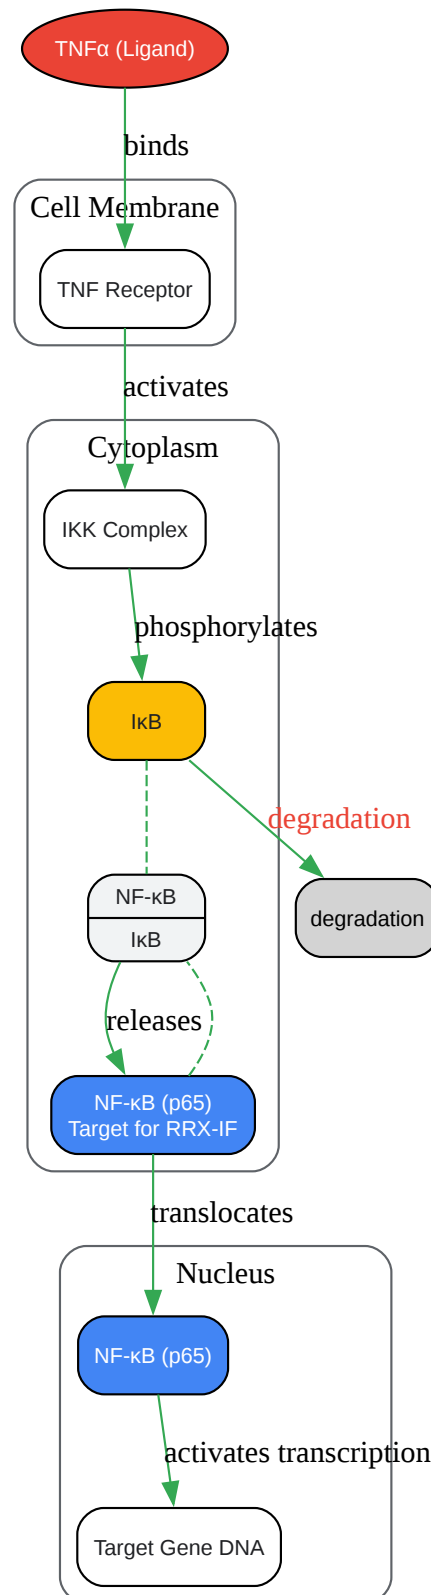 TNFα (Ligand)
binds
Cell Membrane
TNF Receptor
activates
Cytoplasm
IKK Complex
phosphorylates
IκB
degradation
degradation
NF-κB
IκB
releases
NF-κB (p65)
Target for RRX-IF
translocates
Nucleus
NF-κB (p65)
activates transcription
Target Gene DNA